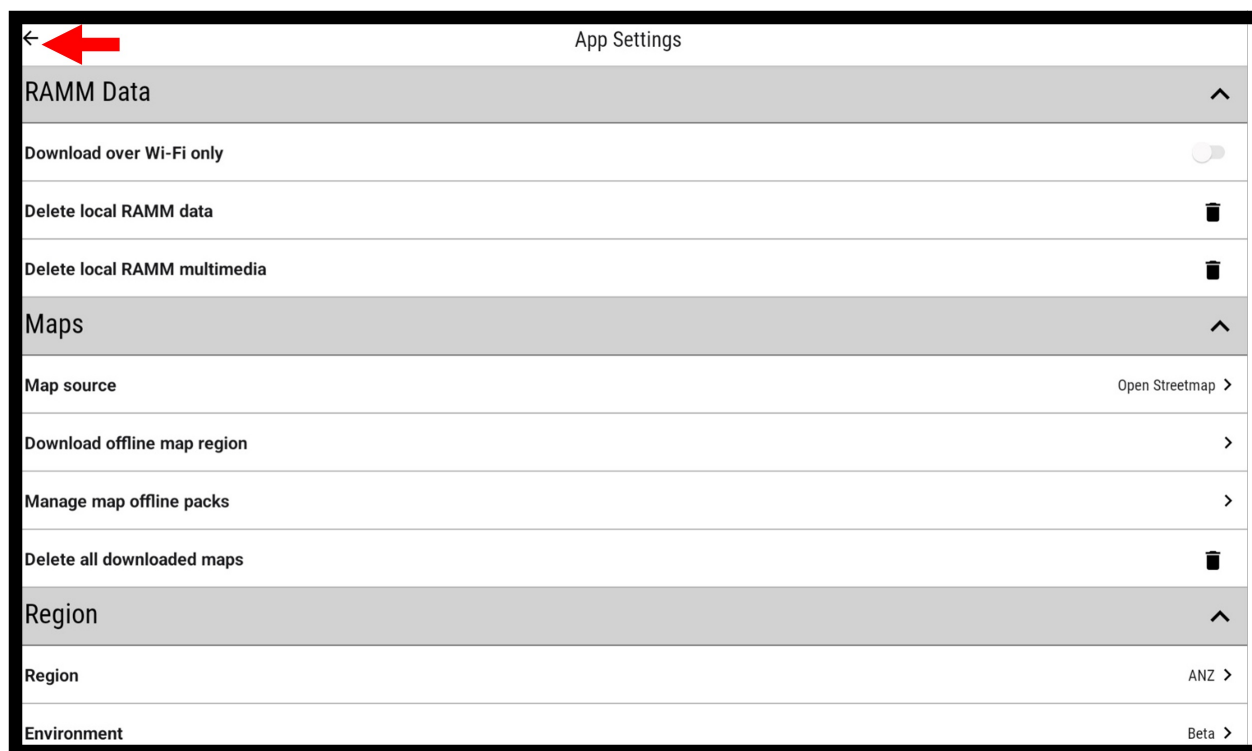 App Settings
RAMM Data
Download over Wi-Fi only
Delete local RAMM data
Delete local RAMM multimedia
Maps
Map source Open Streetmap
Download offline map region
Manage map offline packs
Delete all downloaded maps
Region
Region ANZ
Environment Beta